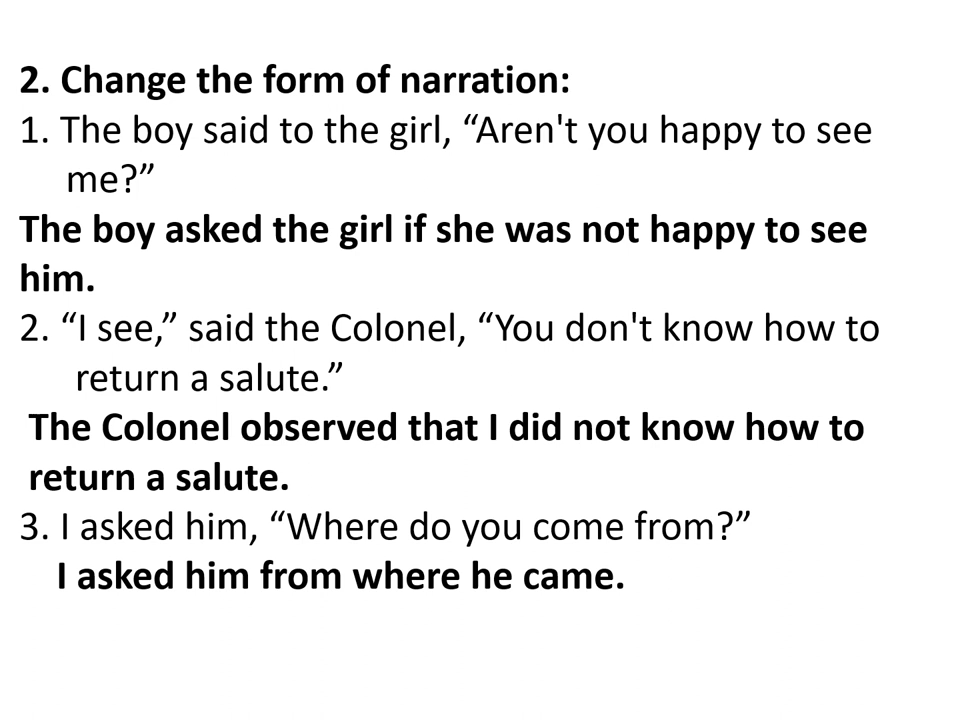 2. Change the form of narration:
1. The boy said to the girl, “Aren't you happy to see
me?”
The boy asked the girl if she was not happy to see
him.
2. “I see,” said the Colonel, “You don't know how to
return a salute.”
The Colonel observed that I did not know how to
return a salute.
3. I asked him, “Where do you come from?”
I asked him from where he came.